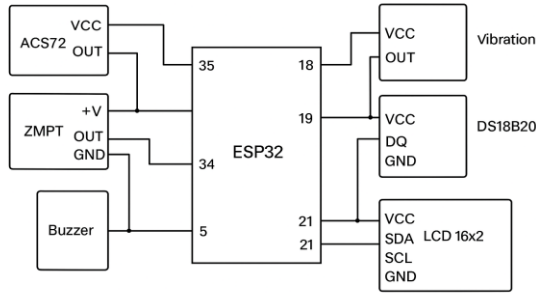 ACS72
VCC
OUT
ZMPT
+V
OUT
GND
Buzzer
ESP32
35
34
5
18
19
21
21
VCC
OUT
Vibration
VCC
DQ
GND
DS18B20
VCC
SDA
SCL
GND
LCD 16x2